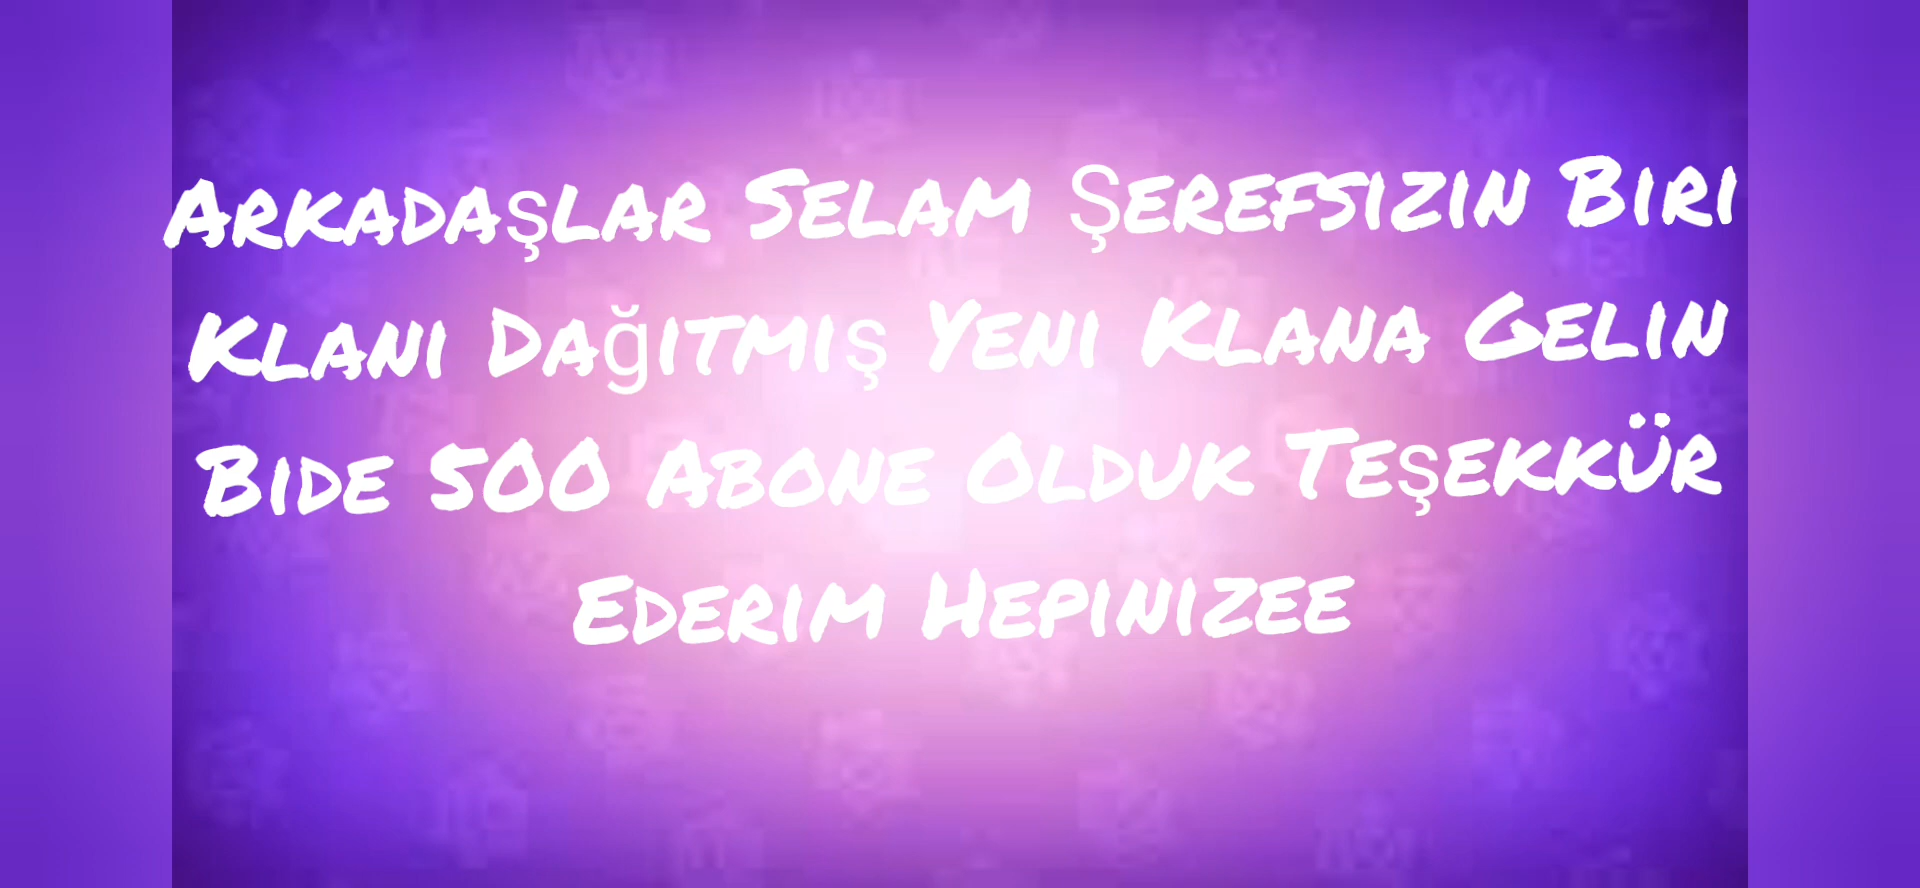 Arkadaşlar Selam Şerefsizin Biri
Klanı Dağıtmış Yeni Klana Gelin
Bide 500 Abone Olduk Teşekkür
Ederim Hepinizee